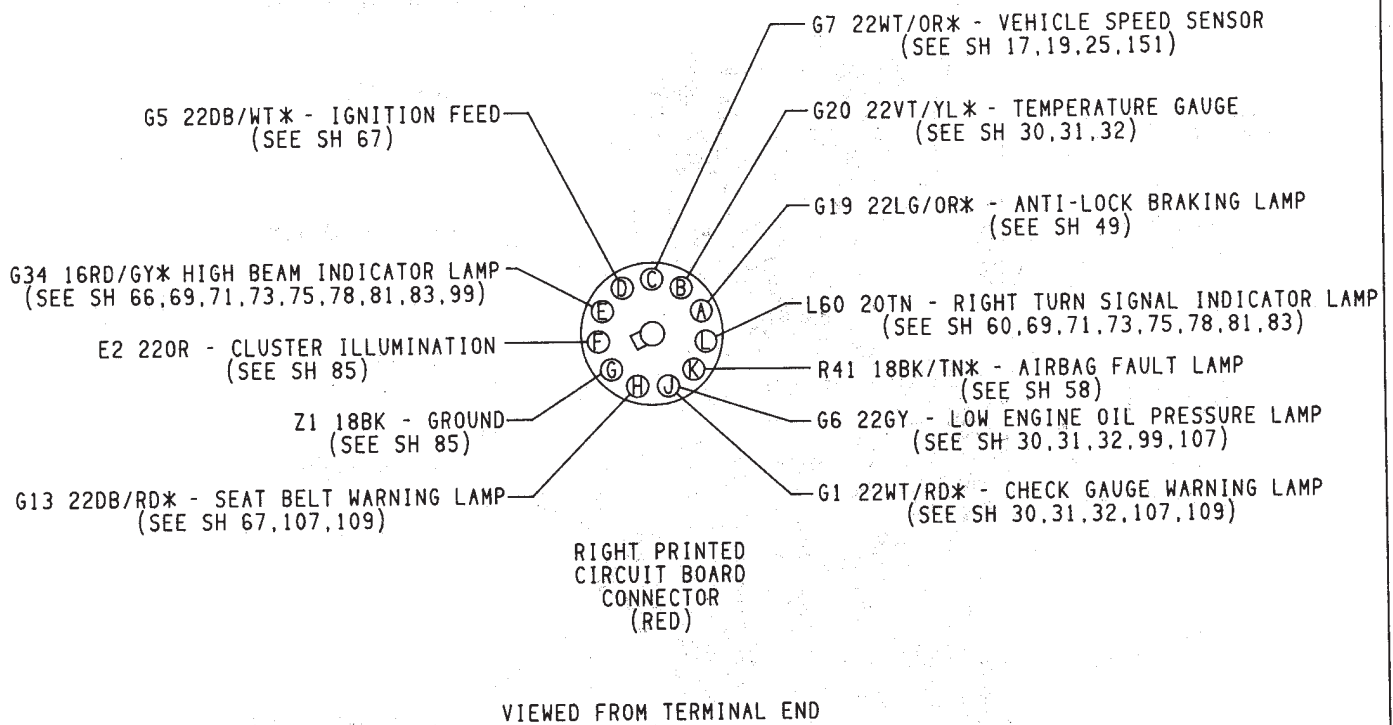 G7 22WT/OR* - VEHICLE SPEED SENSOR
(SEE SH 17,19,25,151)
G5 22DB/WT* - IGNITION FEED
(SEE SH 67)
G20 22VT/YL* - TEMPERATURE GAUGE
(SEE SH 30,31,32)
G19 22LG/OR* - ANTI-LOCK BRAKING LAMP
(SEE SH 49)
G34 16RD/GY* HIGH BEAM INDICATOR LAMP
(SEE SH 66,69,71,73,75,78,81,83,99)
L60 20TN - RIGHT TURN SIGNAL INDICATOR LAMP
(SEE SH 60,69,71,73,75,78,81,83)
E2 22OR - CLUSTER ILLUMINATION
(SEE SH 85)
R41 18BK/TN* - AIRBAG FAULT LAMP
(SEE SH 58)
Z1 18BK - GROUND
(SEE SH 85)
G6 22GY - LOW ENGINE OIL PRESSURE LAMP
(SEE SH 30,31,32,99,107)
G13 22DB/RD* - SEAT BELT WARNING LAMP
(SEE SH 67,107,109)
G1 22WT/RD* - CHECK GAUGE WARNING LAMP
(SEE SH 30,31,32,107,109)
C
D
B
E
A
F
L
G
K
H
J
RIGHT PRINTED
CIRCUIT BOARD
CONNECTOR
(RED)
VIEWED FROM TERMINAL END